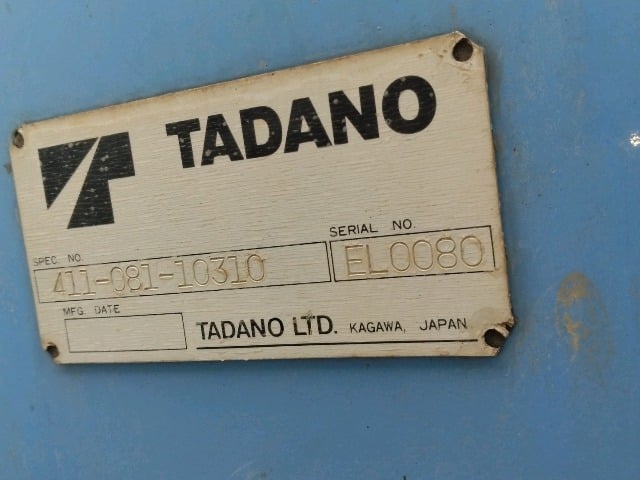 TADANO
SPEC. NO.
SERIAL NO.
411-081-10310
EL0080
MFG. DATE
TADANO LTD. KAGAWA, JAPAN